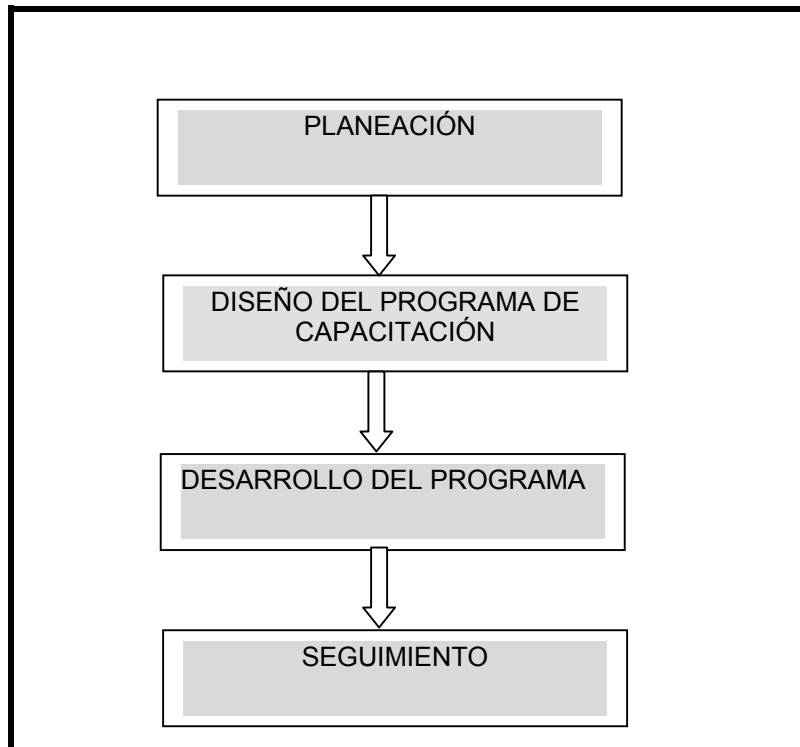 PLANEACIÓN
DISEÑO DEL PROGRAMA DE
CAPACITACIÓN
DESARROLLO DEL PROGRAMA
SEGUIMIENTO